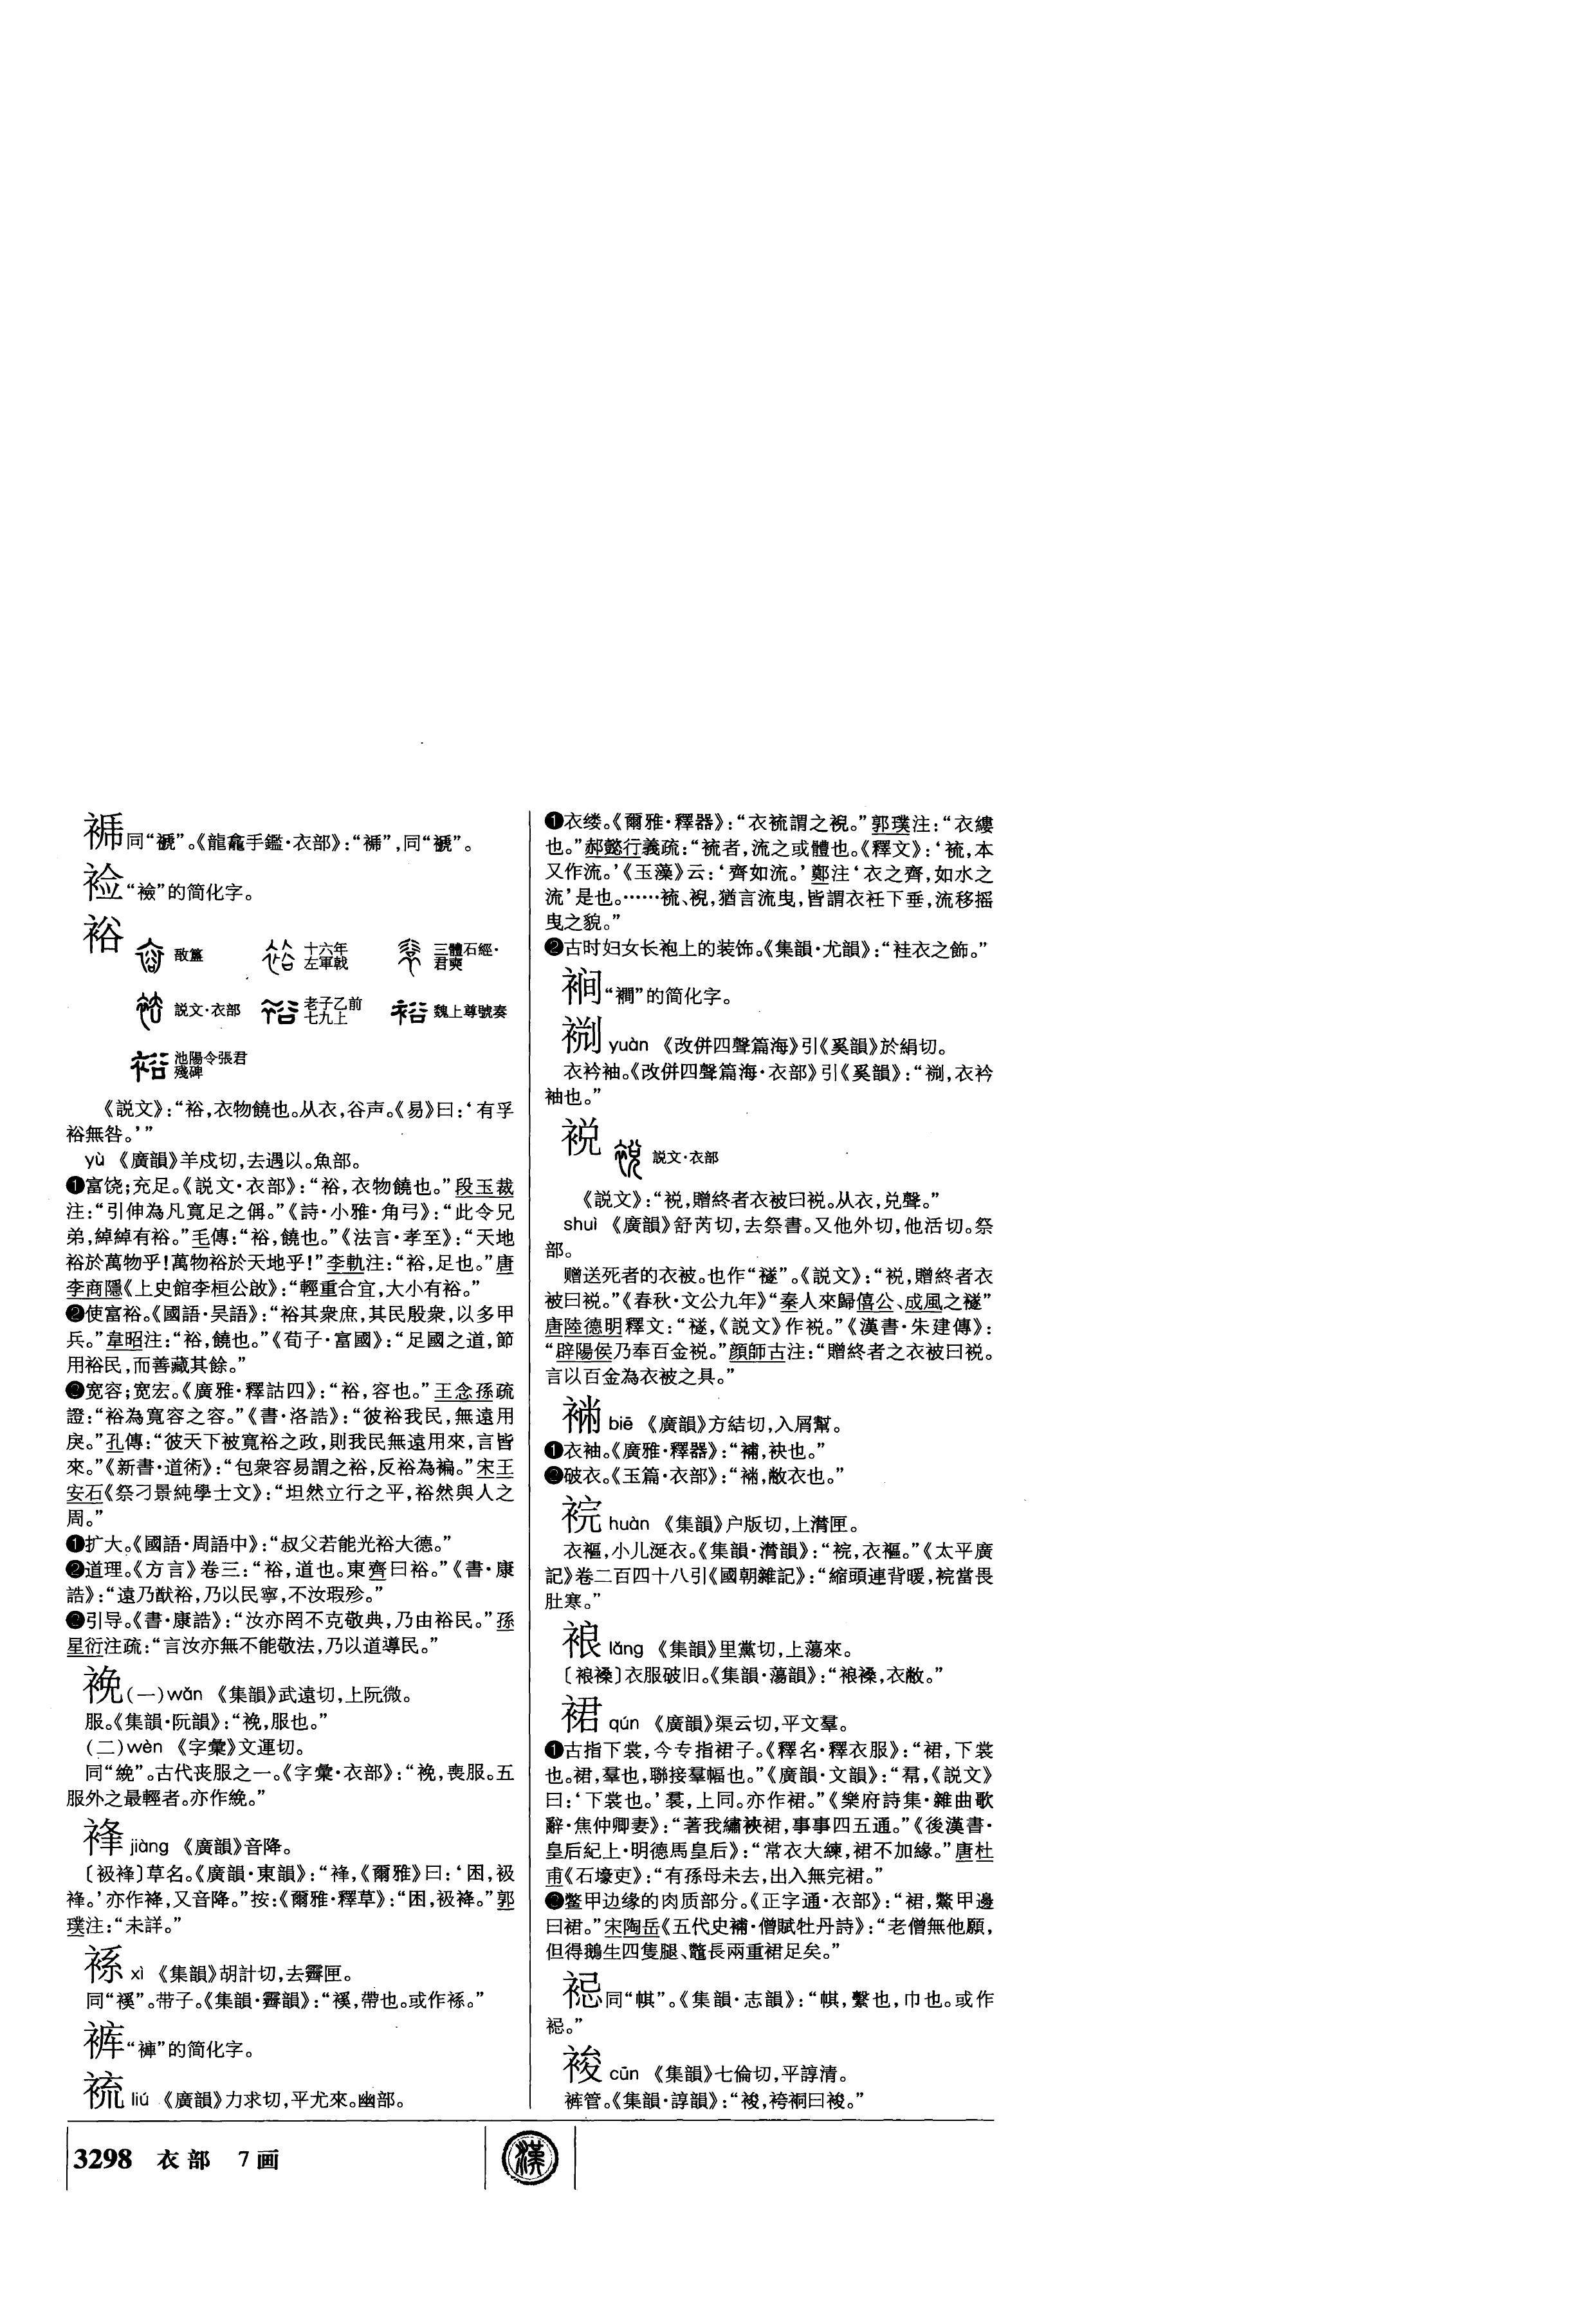 同“褫”。《龍龕手鑑·衣部》：“”，同“褫”。
裣“襝”的简化字。
裕
敔簋 十六年左軍戟 三體石經·君奭
説文·衣部 老子乙前七九上 魏上尊號奏
池陽令張君殘碑
《説文》：“裕，衣物饒也。从衣，谷声。《易》曰：‘有孚
裕無咎。’”
yù 《廣韻》羊戍切，去遇以。魚部。
❶富饶；充足。《説文·衣部》：“裕，衣物饒也。”段玉裁
注：“引伸為凡寬足之偁。”《詩·小雅·角弓》：“此令兄
弟，綽綽有裕。”毛傳：“裕，饒也。”《法言·孝至》：“天地
裕於萬物乎！萬物裕於天地乎！”李軌注：“裕，足也。”唐
李商隱《上史館李桓公啟》：“輕重合宜，大小有裕。”
❷使富裕。《國語·吴語》：“裕其衆庶，其民殷衆，以多甲
兵。”韋昭注：“裕，饒也。”《荀子·富國》：“足國之道，節
用裕民，而善藏其餘。”
❷宽容；宽宏。《廣雅·釋詁四》：“裕，容也。”王念孫疏
證：“裕為寬容之容。”《書·洛誥》：“彼裕我民，無遠用
戾。”孔傳：“彼天下被寬裕之政，則我民無遠用來，言皆
來。”《新書·道術》：“包衆容易謂之裕，反裕為褊。”宋王
安石《祭刁景純學士文》：“坦然立行之平，裕然與人之
周。”
❶扩大。《國語·周語中》：“叔父若能光裕大德。”
❷道理。《方言》卷三：“裕，道也。東齊曰裕。”《書·康
誥》：“遠乃猷裕，乃以民寧，不汝瑕殄。”
❷引导。《書·康誥》：“汝亦罔不克敬典，乃由裕民。”孫
星衍注疏：“言汝亦無不能敬法，乃以道導民。”
䘚(一)wǎn 《集韻》武遠切，上阮微。
服。《集韻·阮韻》：“，服也。”
(二)wèn 《字彙》文運切。
同“絻”。古代丧服之一。《字彙·衣部》：“，喪服。五
服外之最輕者。亦作絻。”
袶 jiàng 《廣韻》音降。
〔衱袶〕草名。《廣韻·東韻》：“袶，《爾雅》曰：‘困，衱
袶。’亦作袶，又音降。”按：《爾雅·釋草》：“困，衱袶。”郭
璞注：“未詳。”
xì 《集韻》胡計切，去霽匣。
同“褉”。带子。《集韻·霽韻》：“，帶也。或作。”
裤“褲”的简化字。
裗 liú 《廣韻》力求切，平尤來。幽部。
❶衣缕。《爾雅·釋器》：“衣裗謂之䙚。”郭璞注：“衣縷
也。”郝懿行義疏：“裗者，流之或體也。《釋文》：‘裗，本
又作流。’《玉藻》云：‘齊如流。’鄭注‘衣之齊，如水之
流’是也。……裗、䙚，猶言流曳，皆謂衣衽下垂，流移摇
曳之貌。”
❷古时妇女长袍上的装饰。《集韻·尤韻》：“袿衣之飾。”
裥“襇”的简化字。
yuàn 《改併四聲篇海》引《奚韻》於絹切。
衣衿袖。《改併四聲篇海·衣部》引《奚韻》：“，衣衿
袖也。”
裞
説文·衣部
《説文》：“裞，贈終者衣被曰裞。从衣，兑聲。”
shuì 《廣韻》舒芮切，去祭書。又他外切，他活切。祭
部。
赠送死者的衣被。也作“襚”。《説文》：“裞，贈終者衣
被曰裞。”《春秋·文公九年》“秦人來歸僖公、成風之襚”
唐陸德明釋文：“襚，《説文》作裞。”《漢書·朱建傳》：
“辟陽侯乃奉百金裞。”顔師古注：“贈終者之衣被曰裞。
言以百金為衣被之具。”
biē 《廣韻》方結切，入屑幫。
❶衣袖。《廣雅·釋器》：“，袂也。”
❷破衣。《玉篇·衣部》：“，敝衣也。”
䘫 huàn 《集韻》户版切，上潸匣。
衣褔，小儿涎衣。《集韻·潸韻》：“，衣褔。”《太平廣
記》卷二百四十八引《國朝雜記》：“縮頭連背暖，當畏
肚寒。”
lǎng 《集韻》里黨切，上蕩來。
〔褬〕衣服破旧。《集韻·蕩韻》：“褬，衣敝。”
裙 qún 《廣韻》渠云切，平文羣。
❶古指下裳，今专指裙子。《釋名·釋衣服》：“裙，下裳
也。裙，羣也，聯接羣幅也。”《廣韻·文韻》：“帬，《説文》
曰：‘下裳也。’裠，上同。亦作裙。”《樂府詩集·雜曲歌
辭·焦仲卿妻》：“著我繡裌裙，事事四五通。”《後漢書·
皇后紀上·明德馬皇后》：“常衣大練，裙不加緣。”唐杜
甫《石壕吏》：“有孫母未去，出入無完裙。”
❷鳖甲边缘的肉质部分。《正字通·衣部》：“裙，鱉甲邊
曰裙。”宋陶岳《五代史補·僧賦牡丹詩》：“老僧無他願，
但得鵝生四隻腿、鼈長兩重裙足矣。”
同“帺”。《集韻·志韻》：“帺，繫也，巾也。或作
。”
cūn 《集韻》七倫切，平諄清。
裤管。《集韻·諄韻》：“，袴䘪曰。”
3298 衣部 7画
漢